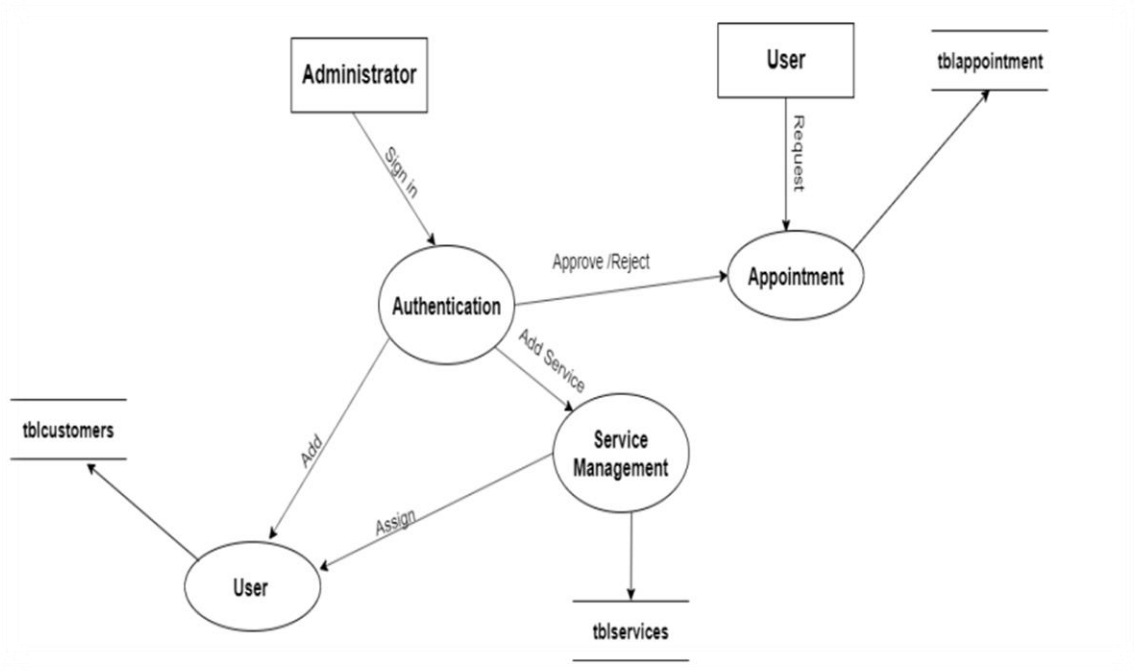 Administrator
User
tblappointment
Sign in
Request
Approve /Reject
Appointment
Authentication
Add Service
tblcustomers
Add
Service
Management
Assign
User
tblservices